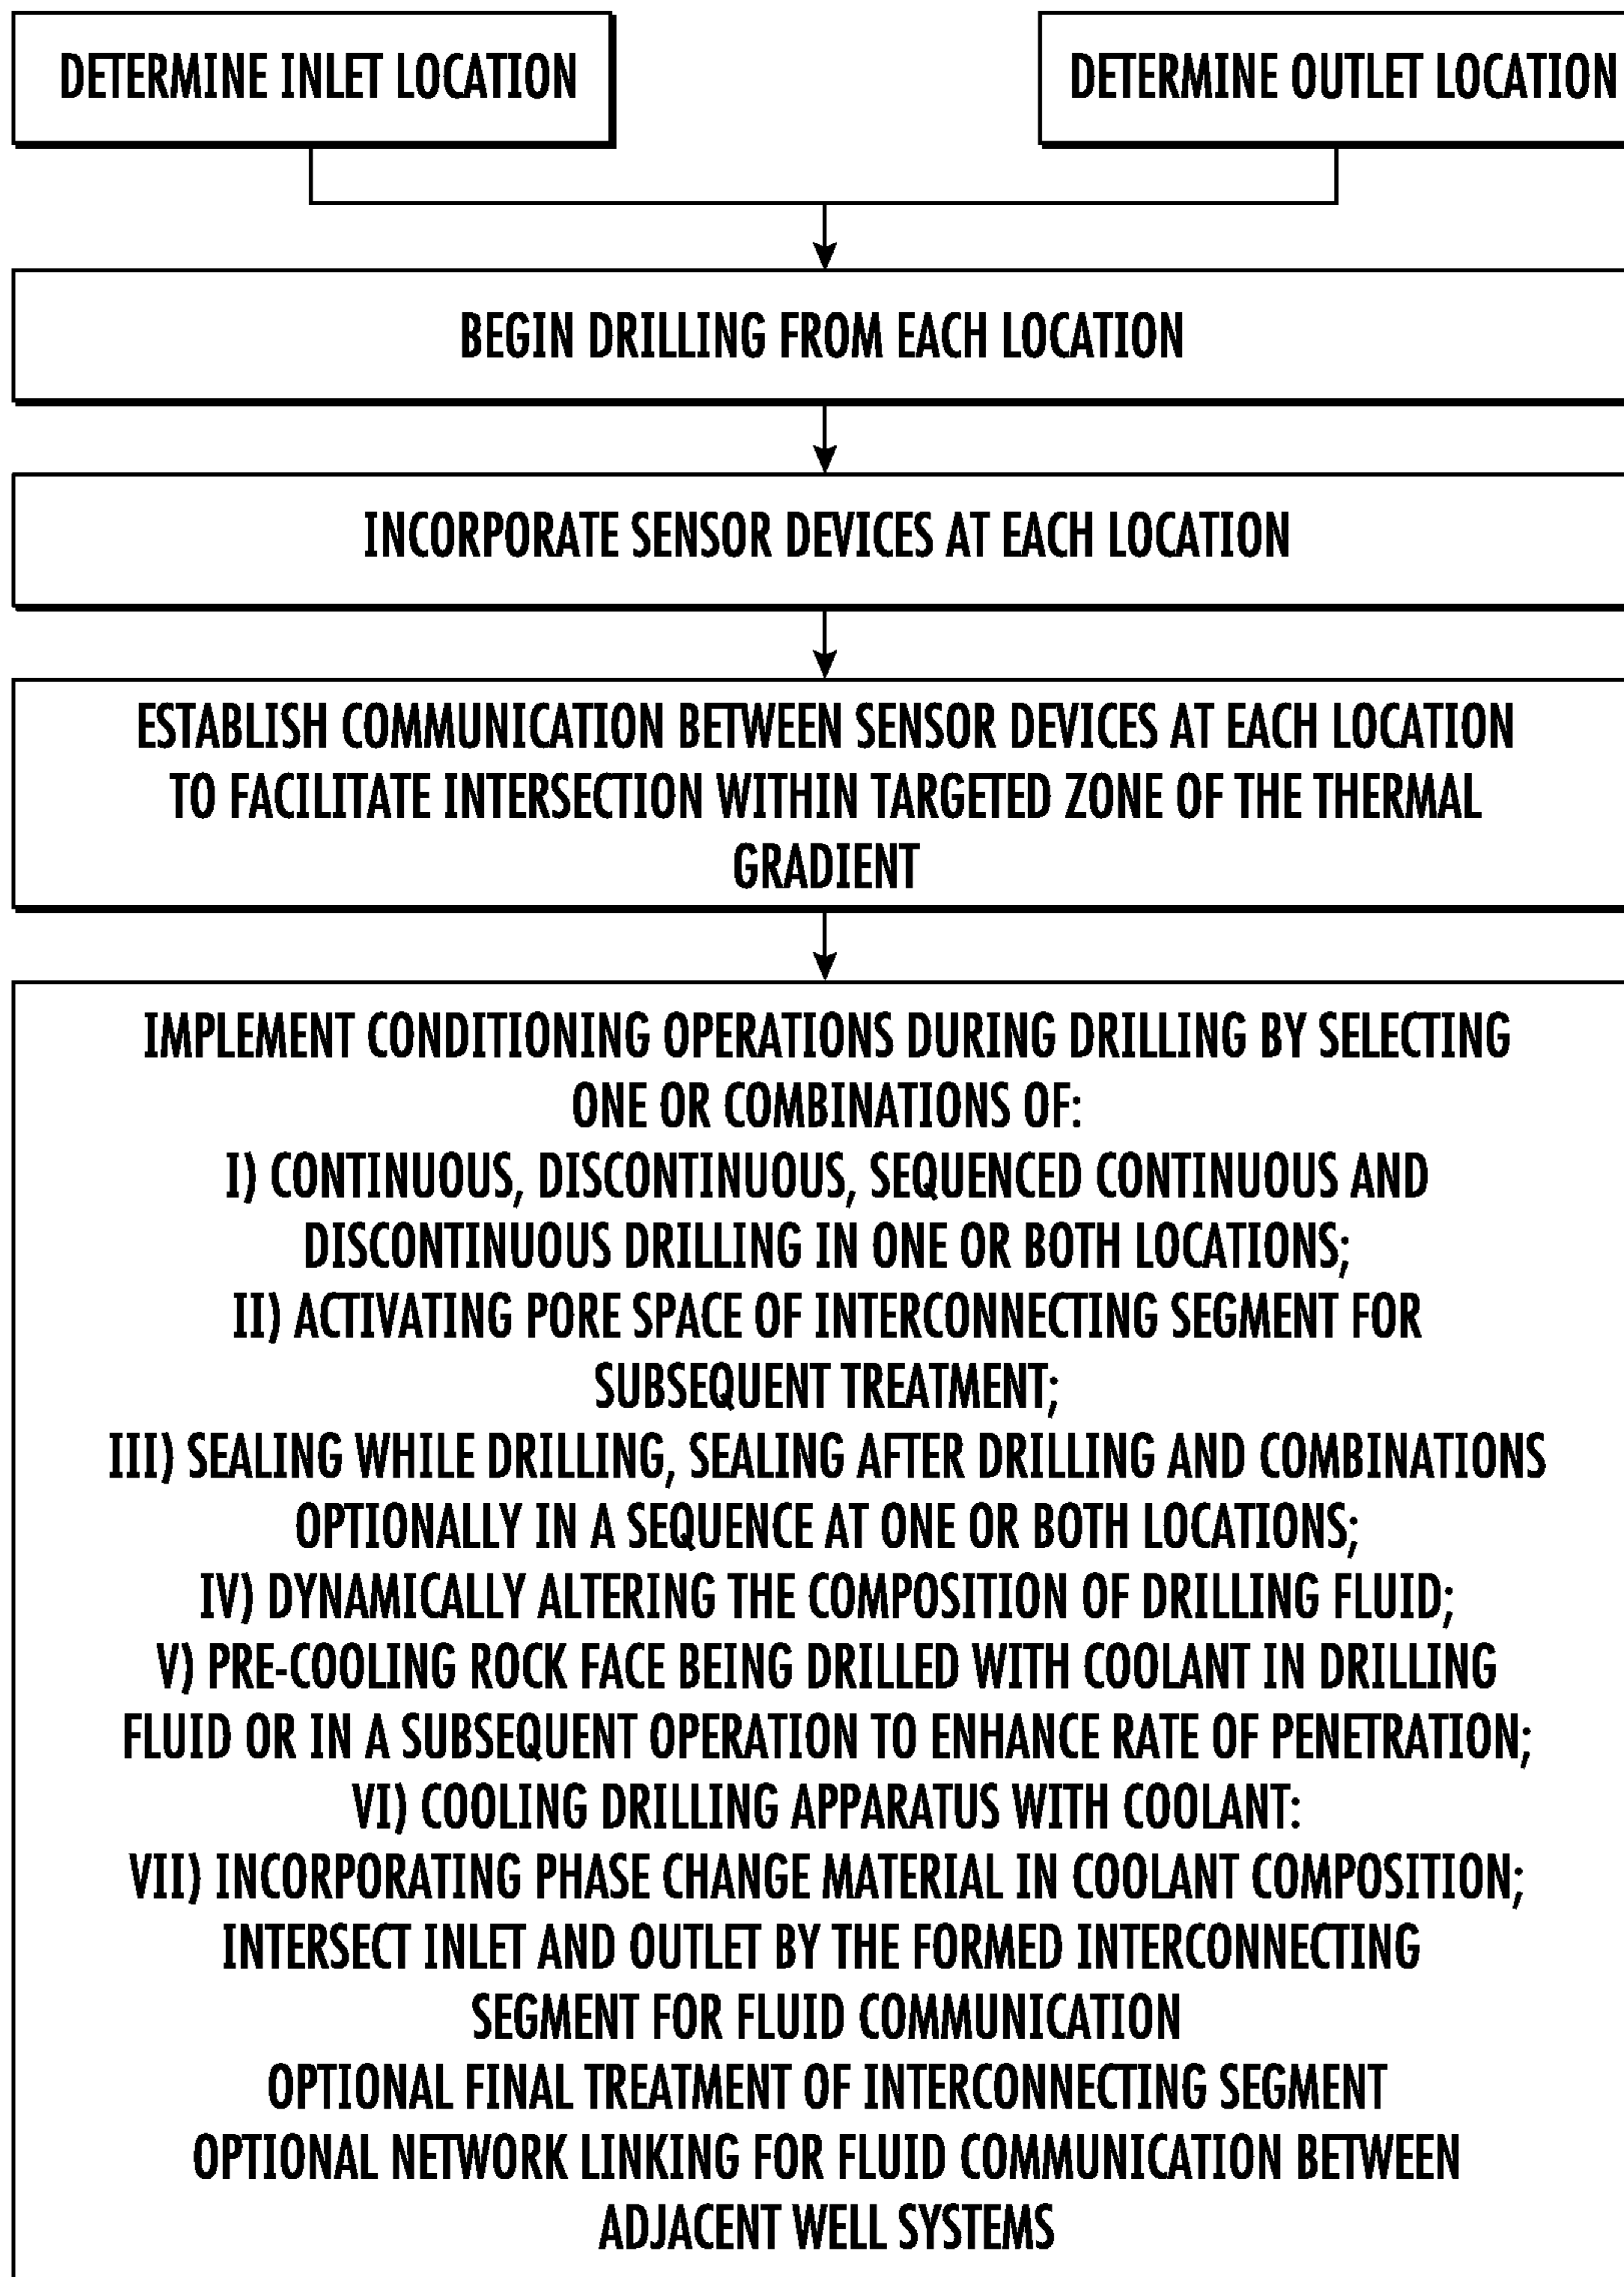 DETERMINE INLET LOCATION
DETERMINE OUTLET LOCATION
BEGIN DRILLING FROM EACH LOCATION
INCORPORATE SENSOR DEVICES AT EACH LOCATION
ESTABLISH COMMUNICATION BETWEEN SENSOR DEVICES AT EACH LOCATION
TO FACILITATE INTERSECTION WITHIN TARGETED ZONE OF THE THERMAL
GRADIENT
IMPLEMENT CONDITIONING OPERATIONS DURING DRILLING BY SELECTING
ONE OR COMBINATIONS OF:
I) CONTINUOUS, DISCONTINUOUS, SEQUENCED CONTINUOUS AND
DISCONTINUOUS DRILLING IN ONE OR BOTH LOCATIONS;
II) ACTIVATING PORE SPACE OF INTERCONNECTING SEGMENT FOR
SUBSEQUENT TREATMENT;
III) SEALING WHILE DRILLING, SEALING AFTER DRILLING AND COMBINATIONS
OPTIONALLY IN A SEQUENCE AT ONE OR BOTH LOCATIONS;
IV) DYNAMICALLY ALTERING THE COMPOSITION OF DRILLING FLUID;
V) PRE-COOLING ROCK FACE BEING DRILLED WITH COOLANT IN DRILLING
FLUID OR IN A SUBSEQUENT OPERATION TO ENHANCE RATE OF PENETRATION;
VI) COOLING DRILLING APPARATUS WITH COOLANT:
VII) INCORPORATING PHASE CHANGE MATERIAL IN COOLANT COMPOSITION;
INTERSECT INLET AND OUTLET BY THE FORMED INTERCONNECTING
SEGMENT FOR FLUID COMMUNICATION
OPTIONAL FINAL TREATMENT OF INTERCONNECTING SEGMENT
OPTIONAL NETWORK LINKING FOR FLUID COMMUNICATION BETWEEN
ADJACENT WELL SYSTEMS